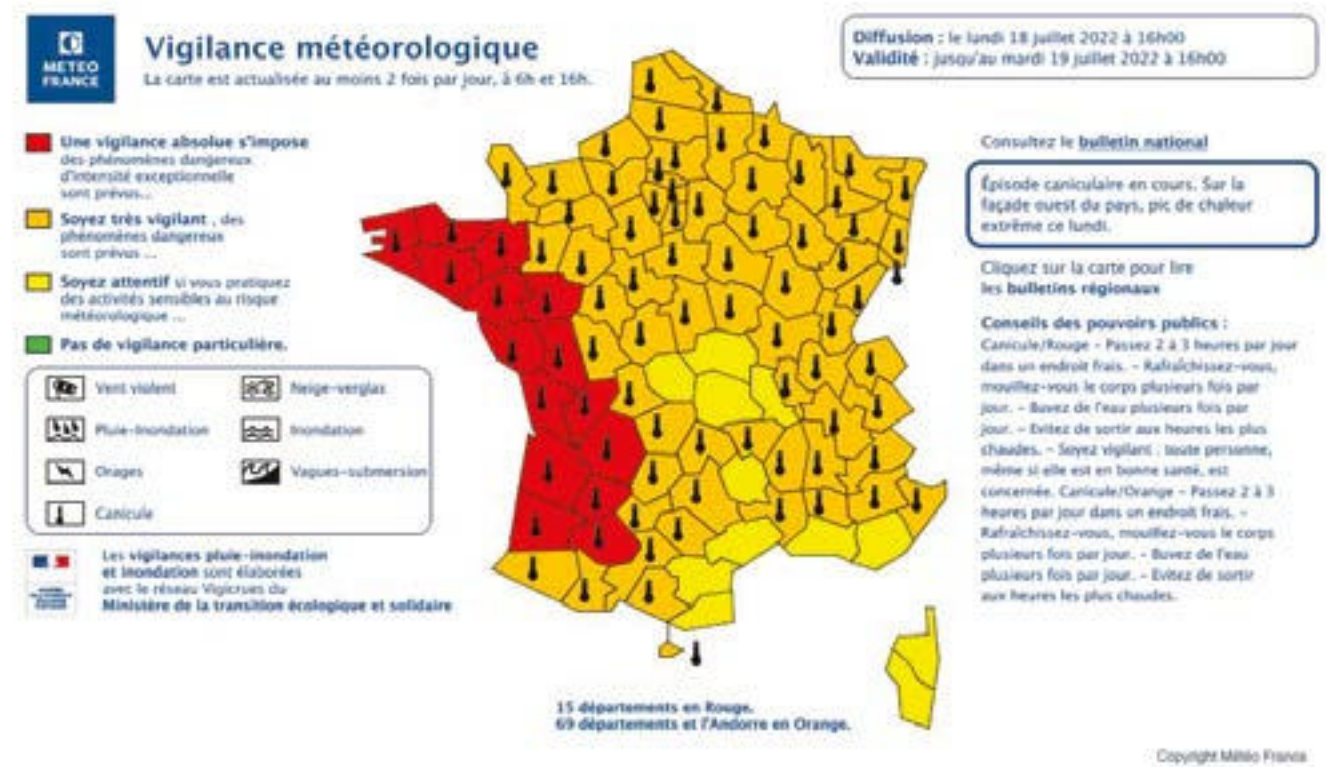 METEO
FRANCE
Vigilance météorologique
La carte est actualisée au moins 2 fois par jour, à 6h et 16h.
Diffusion : le lundi 18 juillet 2022 à 16h00
Validité : jusqu'au mardi 19 juillet 2022 à 16h00
Une vigilance absolue s'impose
des phénomènes dangereux
d'intensité exceptionnelle
sont prévus...
Soyez très vigilant , des
phénomènes dangereux
sont prévus ...
Soyez attentif si vous pratiquez
des activités sensibles au risque
météorologique ...
Pas de vigilance particulière.
Vent violent
Neige-verglas
Pluie-Inondation
Inondation
Orages
Vagues-submersion
Canicule
Les vigilances pluie-inondation
et inondation sont élaborées
avec le réseau Vigicrues du
Ministère de la transition écologique et solidaire
Consultez le bulletin national
Épisode caniculaire en cours. Sur la
façade ouest du pays, pic de chaleur
extrême ce lundi.
Cliquez sur la carte pour lire
les bulletins régionaux
Conseils des pouvoirs publics :
Canicule/Rouge - Passez 2 à 3 heures par jour
dans un endroit frais. - Rafraîchissez-vous,
mouillez-vous le corps plusieurs fois par
jour. - Buvez de l'eau plusieurs fois par
jour. - Evitez de sortir aux heures les plus
chaudes. - Soyez vigilant : toute personne,
même si elle est en bonne santé, est
concernée. Canicule/Orange - Passez 2 à 3
heures par jour dans un endroit frais. -
Rafraîchissez-vous, mouillez-vous le corps
plusieurs fois par jour. - Buvez de l'eau
plusieurs fois par jour. - Evitez de sortir
aux heures les plus chaudes.
15 départements en Rouge.
69 départements et l'Andorre en Orange.
Copyright Météo France